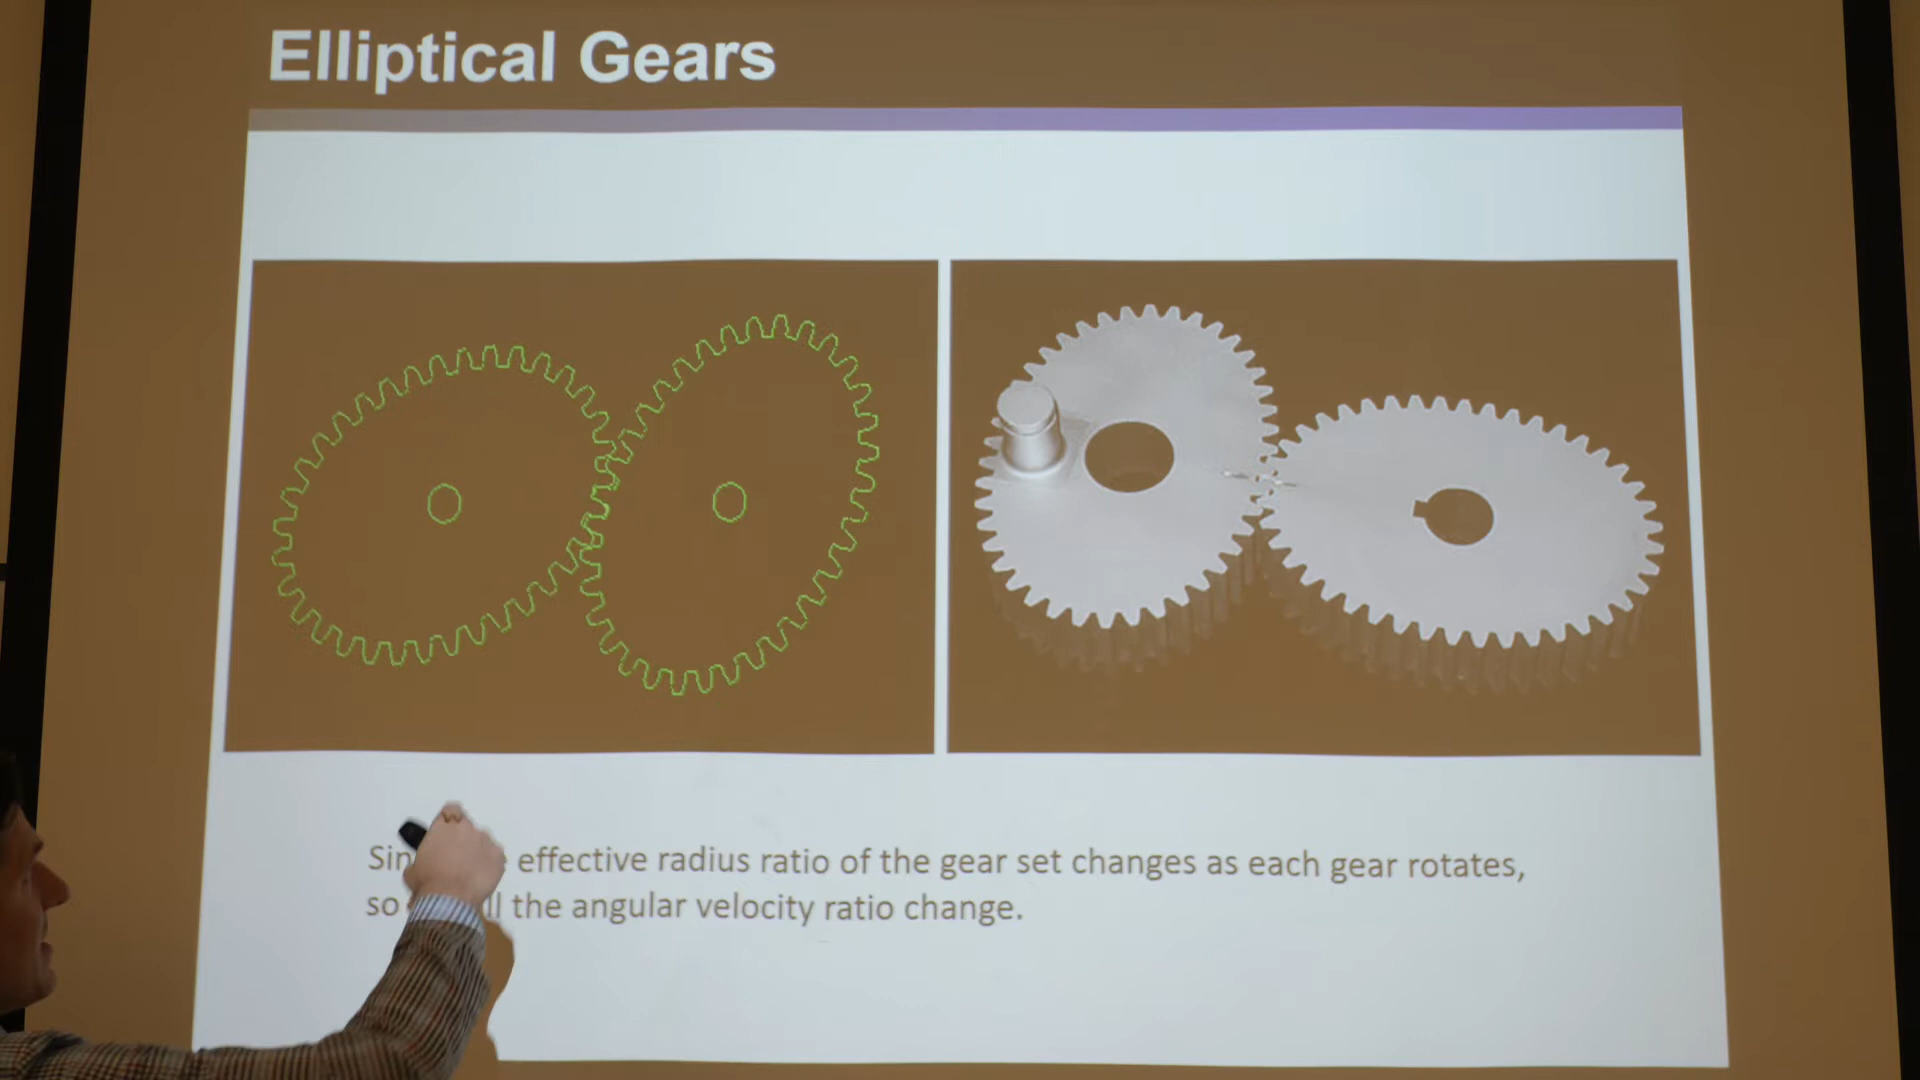 Elliptical Gears
effective radius ratio of the gear set changes as each gear rotates,
so the angular velocity ratio change.